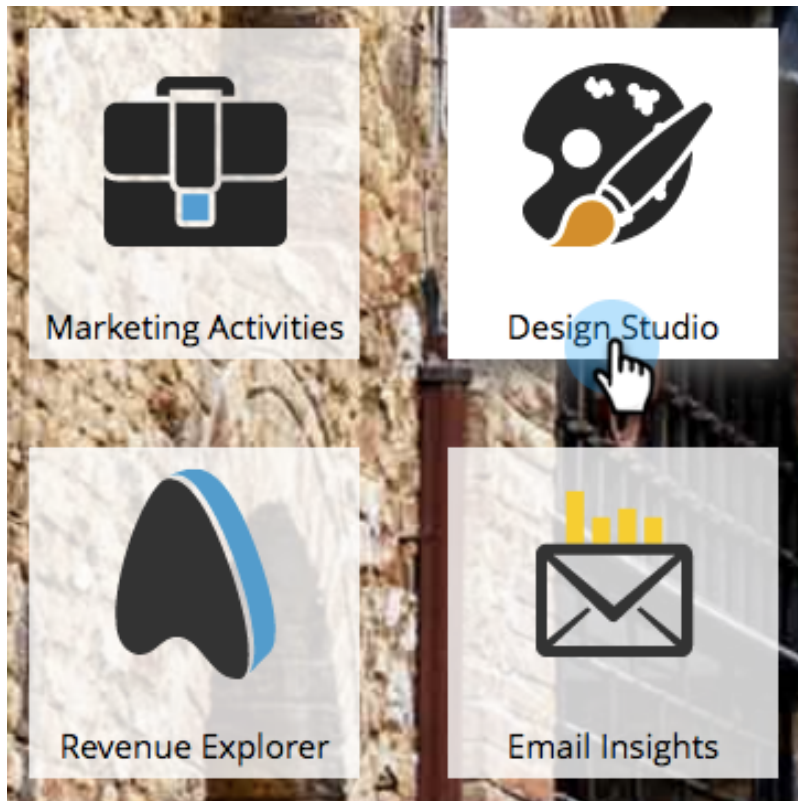 Marketing Activities
Design Studio
Revenue Explorer
Email Insights